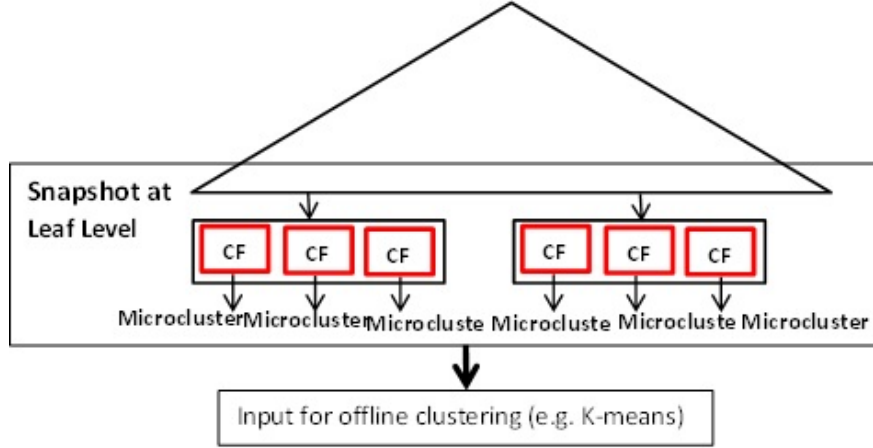 Snapshot at
Leaf Level
CF CF CF CF CF CF
Microcluster Microcluster Microcluste Microcluste Microcluste Microcluster
Input for offline clustering (e.g. K-means)